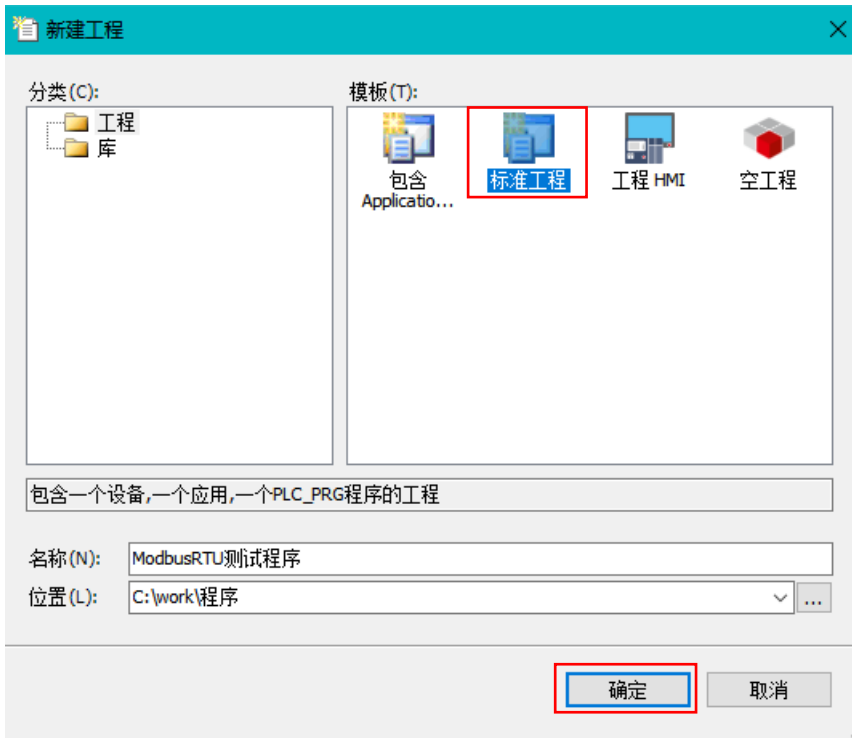 新建工程
分类(C):
模板(T):
工程
库
包含
Applicatio...
标准工程
工程 HMI
空工程
包含一个设备,一个应用,一个PLC_PRG程序的工程
名称(N):
ModbusRTU测试程序
位置(L):
C:\work\程序
...
确定
取消